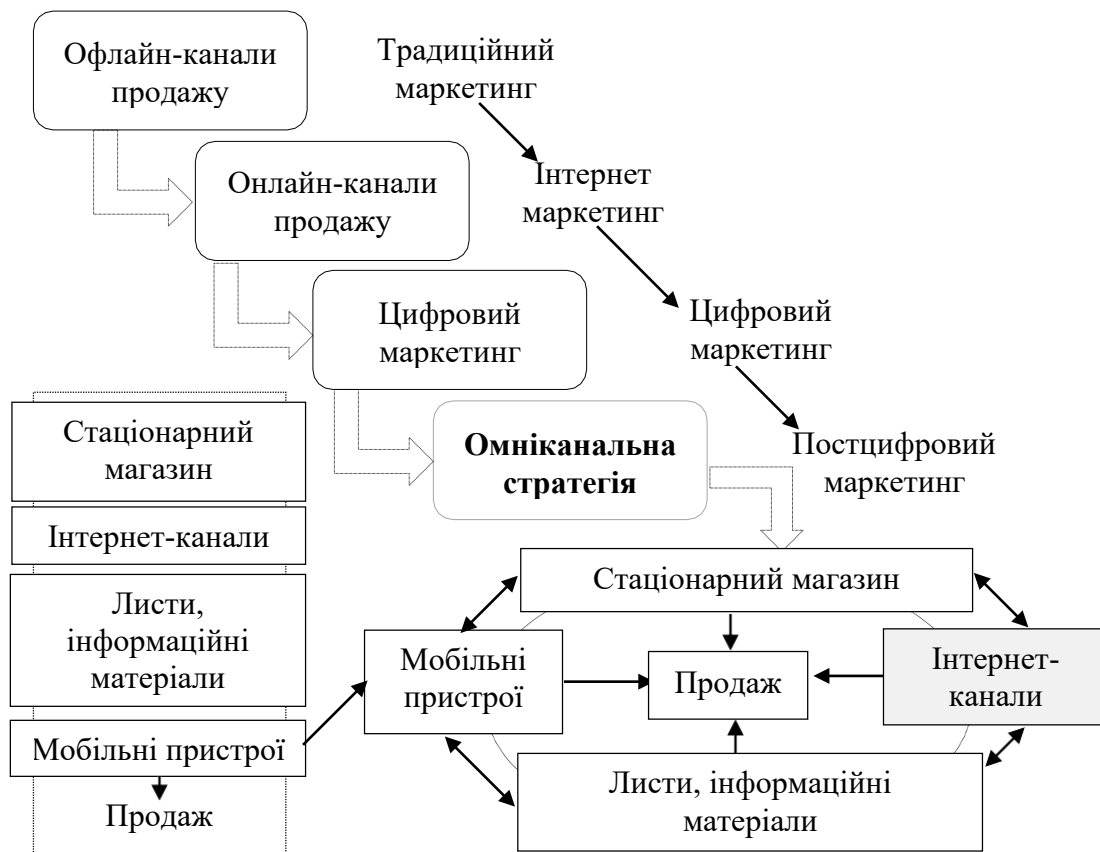 Офлайн-канали
продажу
Традиційний
маркетинг
Онлайн-канали
продажу
Інтернет
маркетинг
Цифровий
маркетинг
Цифровий
маркетинг
Омніканальна
стратегія
Постцифровий
маркетинг
Стаціонарний
магазин
Інтернет-канали
Листи,
інформаційні
матеріали
Мобільні пристрої
Продаж
Стаціонарний магазин
Мобільні
пристрої
Продаж
Інтернет-
канали
Листи, інформаційні
матеріали